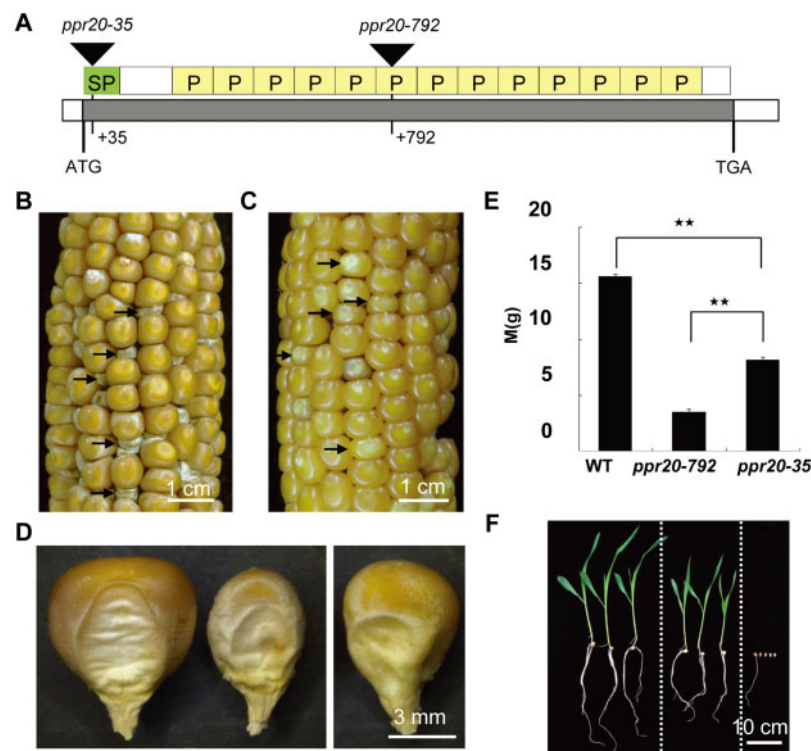 A
ppr20-35
ppr20-792
SP P P P P P P P P P P P P P
+35
+792
ATG
TGA
B
1 cm
C
1 cm
E
20
15
10
5
0
M(g)
★★
★★
WT
ppr20-792
ppr20-35
D
3 mm
F
10 cm